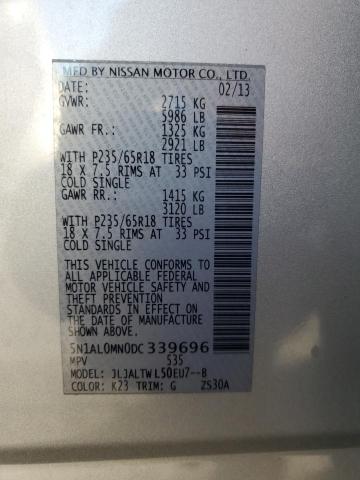 MFD BY NISSAN MOTOR CO., LTD.
DATE: 02/13
GVWR: 2715 KG
5986 LB
GAWR FR.: 1325 KG
2921 LB
WITH P235/65R18 TIRES
18 X 7.5 RIMS AT 33 PSI
COLD SINGLE
GAWR RR.: 1415 KG
3120 LB
WITH P235/65R18 TIRES
18 X 7.5 RIMS AT 33 PSI
COLD SINGLE
THIS VEHICLE CONFORMS TO
ALL APPLICABLE FEDERAL
MOTOR VEHICLE SAFETY AND
THEFT PREVENTION
STANDARDS IN EFFECT ON
THE DATE OF MANUFACTURE
SHOWN ABOVE.
5N1AL0MN0DC339696
MPV 535
MODEL: JLJALTWL50EU7--B
COLOR: K23 TRIM: G ZS30A